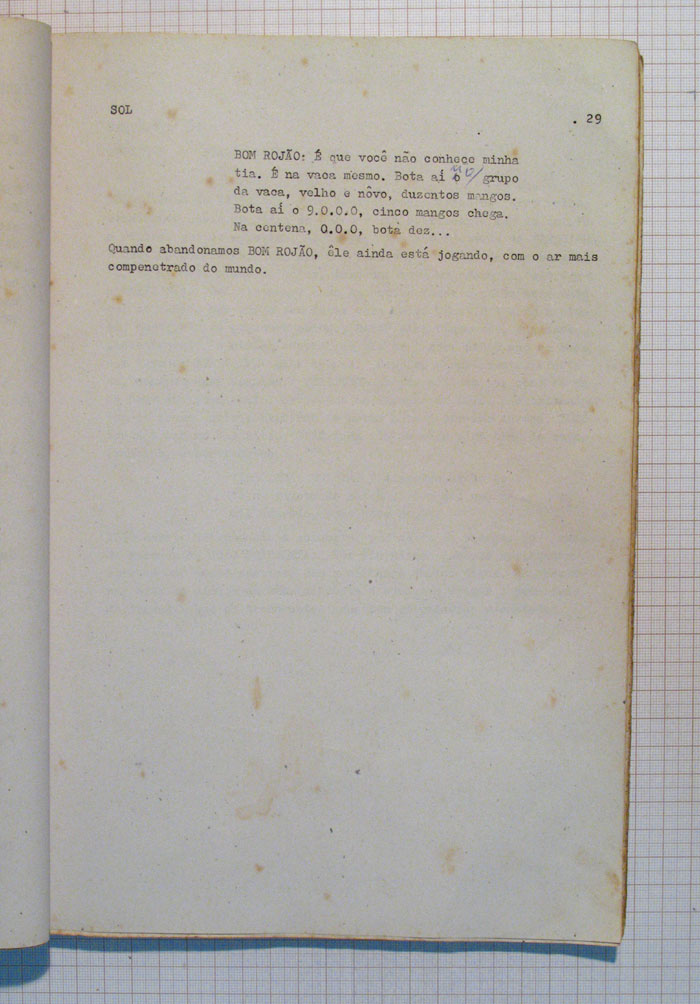 SOL
. 29
BOM ROJÃO: É que você não conhece minha
tia. É na vaca mesmo. Bota aí no grupo
da vaca, velho e nôvo, duzentos mangos.
Bota aí o 9.0.0.0, cinco mangos chega.
Na centena, 0.0.0, bota dez...
Quando abandonamos BOM ROJÃO, êle ainda está jogando, com o ar mais
compenetrado do mundo.